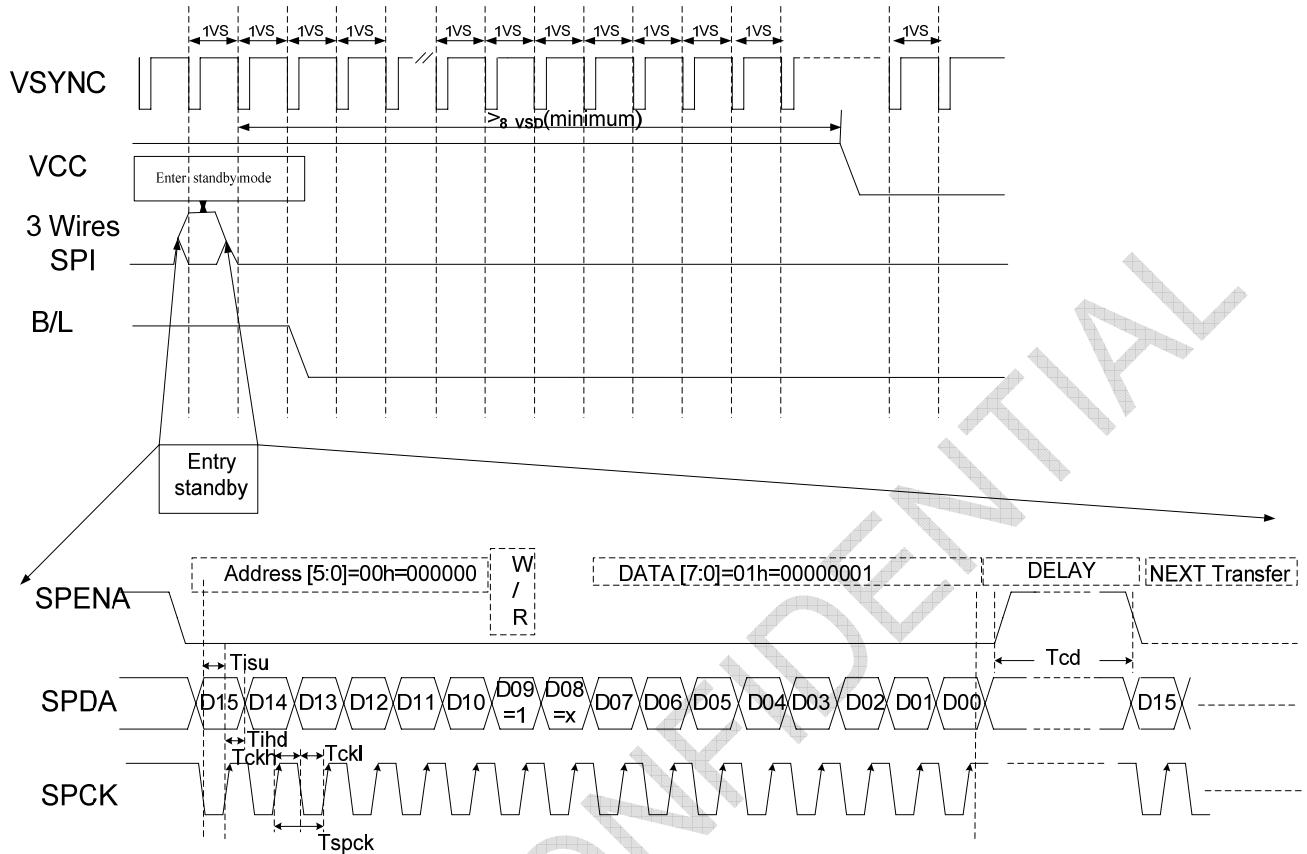 1VS 1VS 1VS 1VS 1VS 1VS 1VS 1VS 1VS 1VS 1VS 1VS
VSYNC
>8 VSD(minimum)
VCC
Enter standby mode
3 Wires
SPI
B/L
Entry
standby
Address [5:0]=00h=000000
W
/
R
DATA [7:0]=01h=00000001
DELAY
NEXT Transfer
SPENA
Tisu
Tcd
SPDA
D15 D14 D13 D12 D11 D10 D09 =1 D08 =x D07 D06 D05 D04 D03 D02 D01 D00 D15
Tihd
Tckh
Tckl
SPCK
Tspck
CONFIDENTIAL